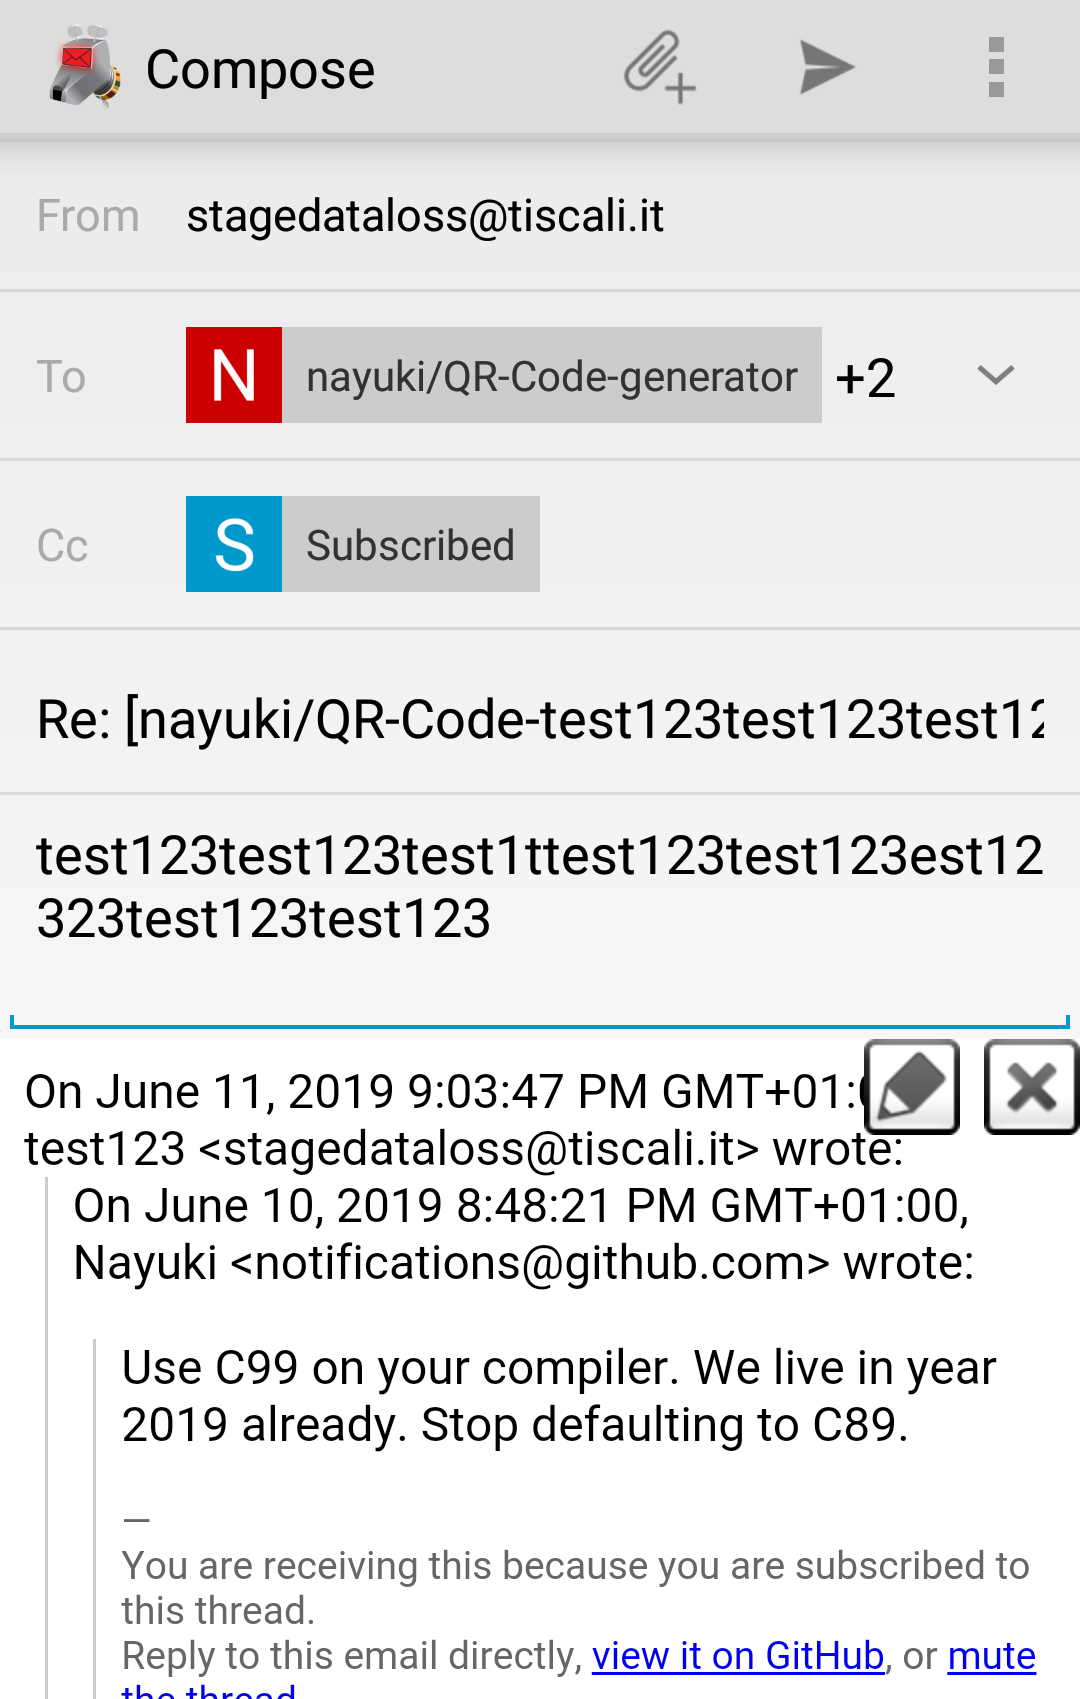 Compose
From stagedataloss@tiscali.it
To N nayuki/QR-Code-generator +2
Cc S Subscribed
Re: [nayuki/QR-Code-test123test123test12
test123test123test1ttest123test123est12
323test123test123
On June 11, 2019 9:03:47 PM GMT+01:
test123 <stagedataloss@tiscali.it> wrote:
On June 10, 2019 8:48:21 PM GMT+01:00,
Nayuki <notifications@github.com> wrote:
Use C99 on your compiler. We live in year
2019 already. Stop defaulting to C89.
—
You are receiving this because you are subscribed to
this thread.
Reply to this email directly, view it on GitHub, or mute
the thread